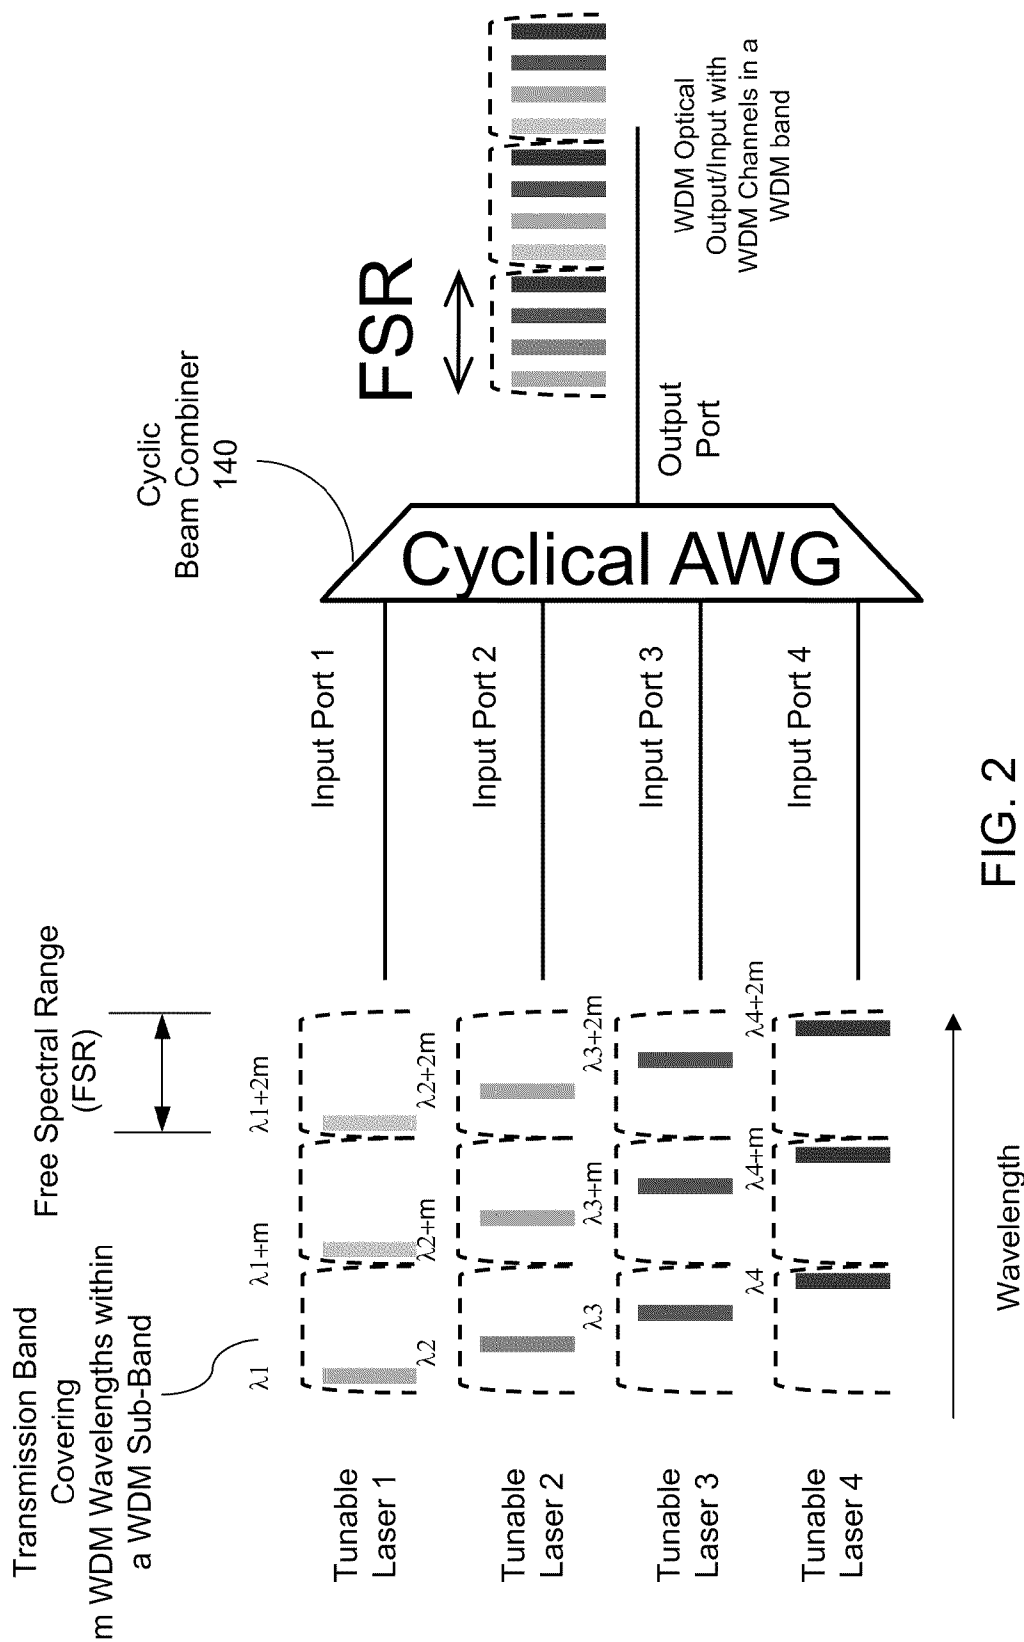 Transmission Band
Covering
m WDM Wavelengths within
a WDM Sub-Band
Free Spectral Range
(FSR)
Cyclic
Beam Combiner
140
Tunable
Laser 1
λ1
λ1+m
λ1+2m
Input Port 1
Tunable
Laser 2
λ2
λ2+m
λ2+2m
Input Port 2
Tunable
Laser 3
λ3
λ3+m
λ3+2m
Input Port 3
Tunable
Laser 4
λ4
λ4+m
λ4+2m
Input Port 4
Cyclical AWG
FSR
Output
Port
WDM Optical
Output/Input with
WDM Channels in a
WDM band
Wavelength
FIG. 2